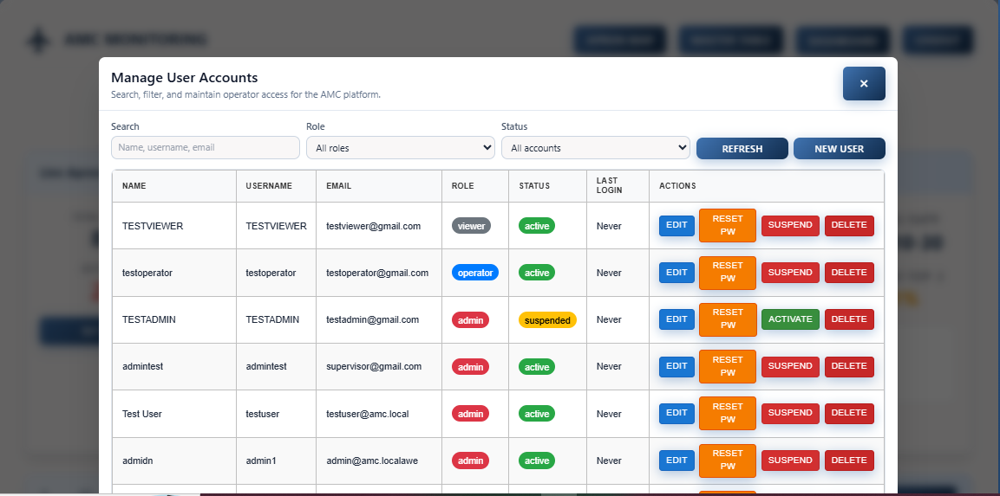 AMC MONITORING
Manage User Accounts
Search, filter, and maintain operator access for the AMC platform.
×
Search
Role
Status
Name, username, email
All roles
All accounts
REFRESH
NEW USER
NAME USERNAME EMAIL ROLE STATUS LAST LOGIN ACTIONS
TESTVIEWER TESTVIEWER testviewer@gmail.com viewer active Never EDIT RESET PW SUSPEND DELETE
testoperator testoperator testoperator@gmail.com operator active Never EDIT RESET PW SUSPEND DELETE
TESTADMIN TESTADMIN testadmin@gmail.com admin suspended Never EDIT RESET PW ACTIVATE DELETE
admintest admintest supervisor@gmail.com admin active Never EDIT RESET PW SUSPEND DELETE
Test User testuser testuser@amc.local admin active Never EDIT RESET PW SUSPEND DELETE
admidn admin1 admin@amc.localawe admin active Never EDIT RESET PW SUSPEND DELETE